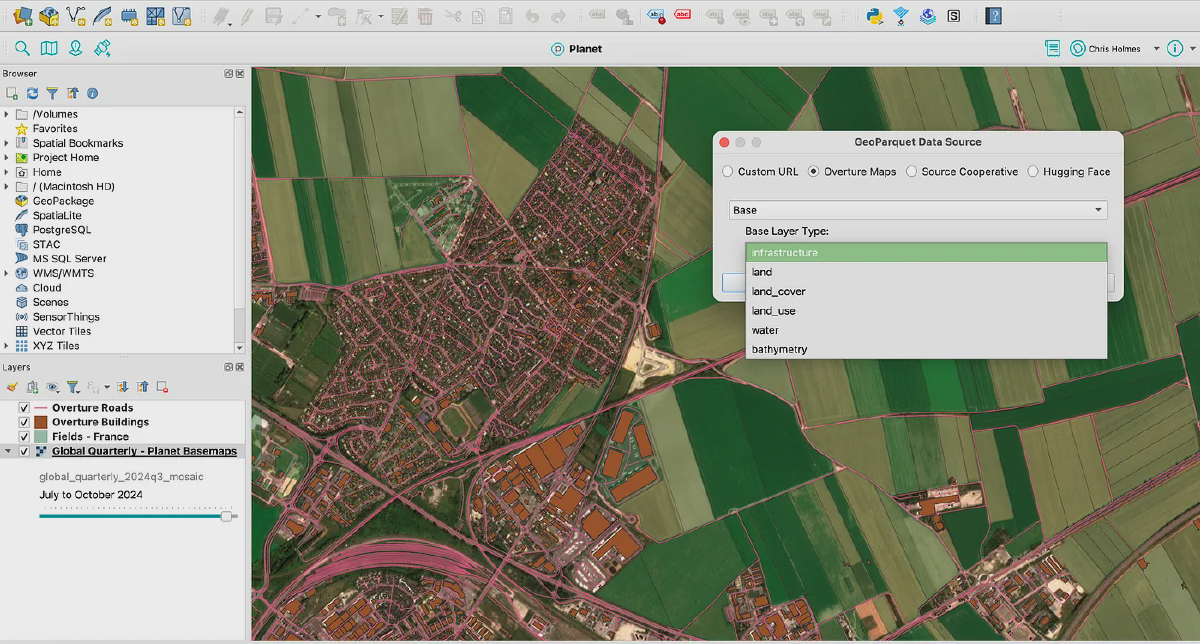 abc
abc
S
?
Planet
Chris Holmes
Browser
/Volumes
Favorites
Spatial Bookmarks
Project Home
Home
/ (Macintosh HD)
GeoPackage
SpatiaLite
PostgreSQL
STAC
MS SQL Server
WMS/WMTS
Cloud
Scenes
SensorThings
Vector Tiles
XYZ Tiles
Layers
Overture Roads
Overture Buildings
Fields - France
Global Quarterly - Planet Basemaps
global_quarterly_2024q3_mosaic
July to October 2024
GeoParquet Data Source
Custom URL Overture Maps Source Cooperative Hugging Face
Base
Base Layer Type:
infrastructure
land
land_cover
land_use
water
bathymetry